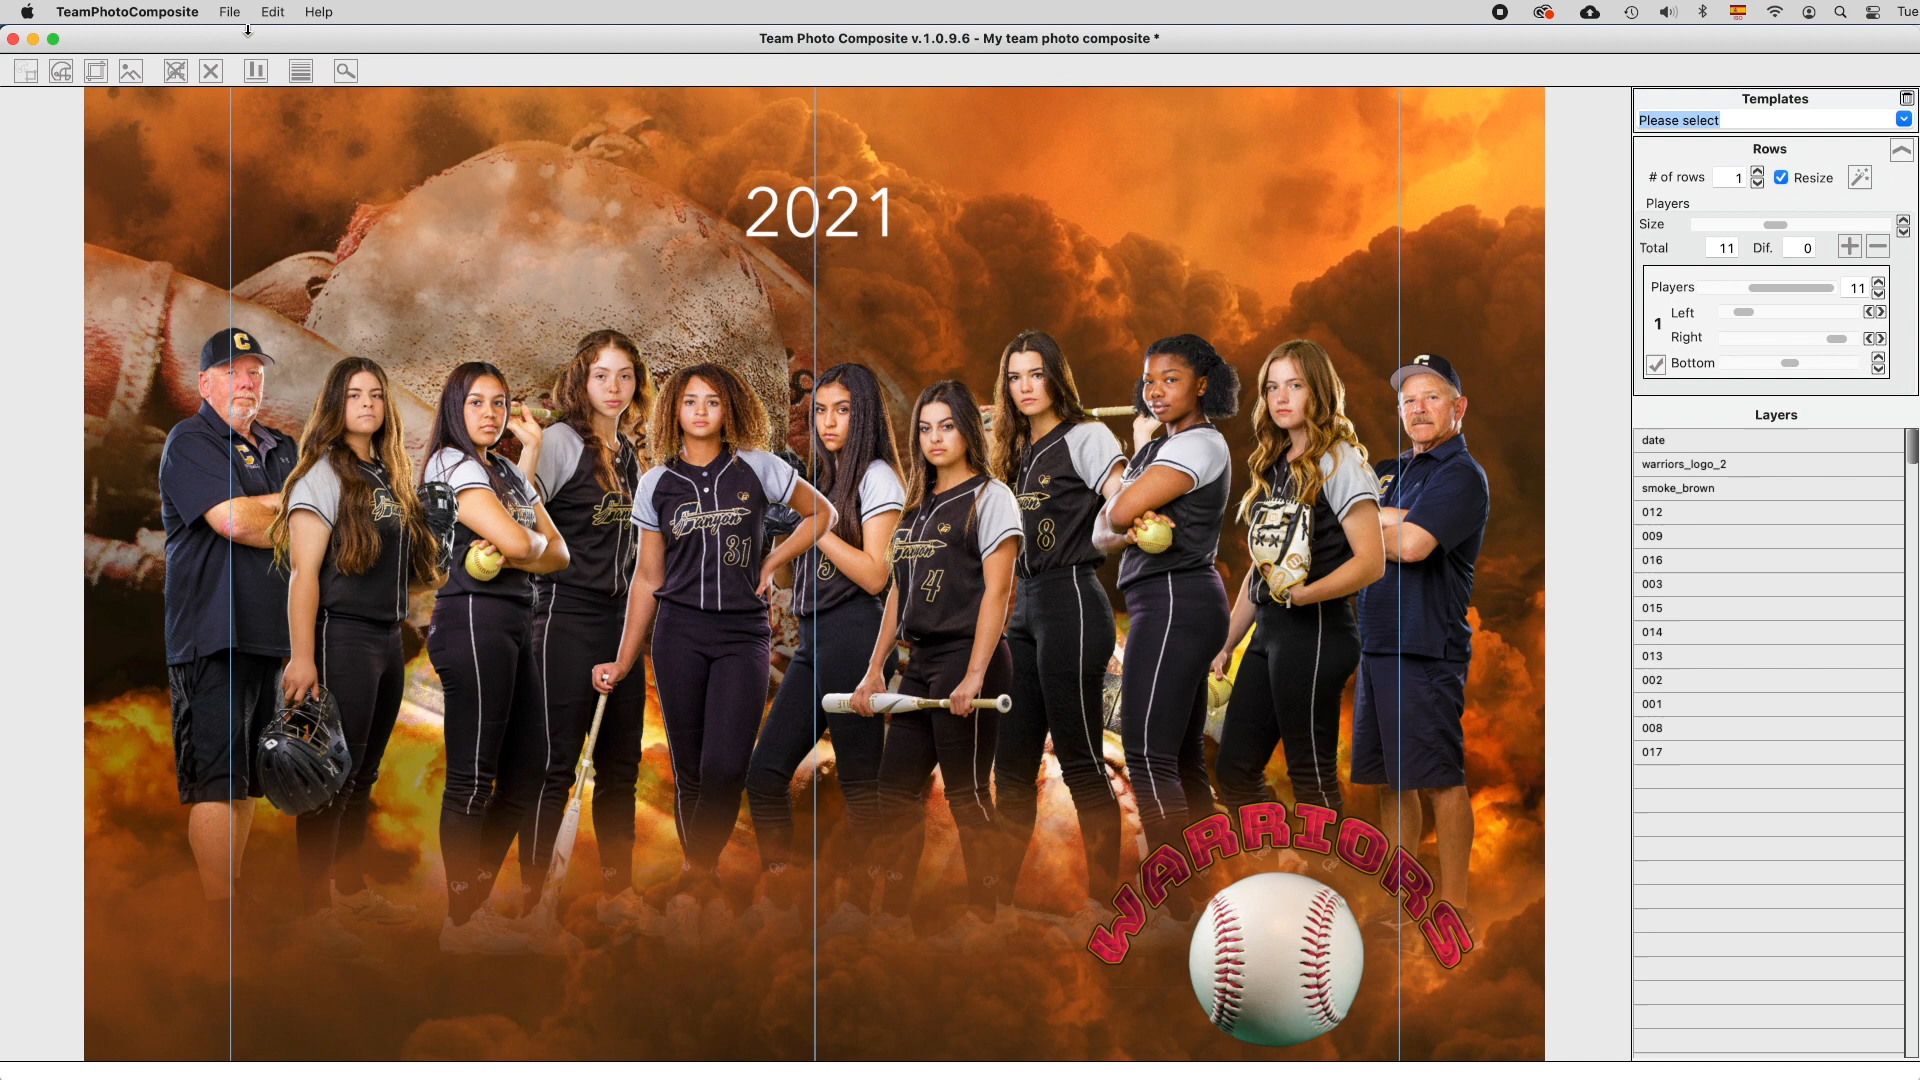 TeamPhotoComposite File Edit Help
Tue
Team Photo Composite v.1.0.9.6 - My team photo composite *
Templates
Please select
Rows
# of rows 1 Resize
Players
Size
Total 11 Dif. 0
Players 11
1
Left
Right
Bottom
Layers
date
warriors_logo_2
smoke_brown
012
009
016
003
015
014
013
002
001
008
017
2021
C
Canyon
31
5
4
8
WARRIORS